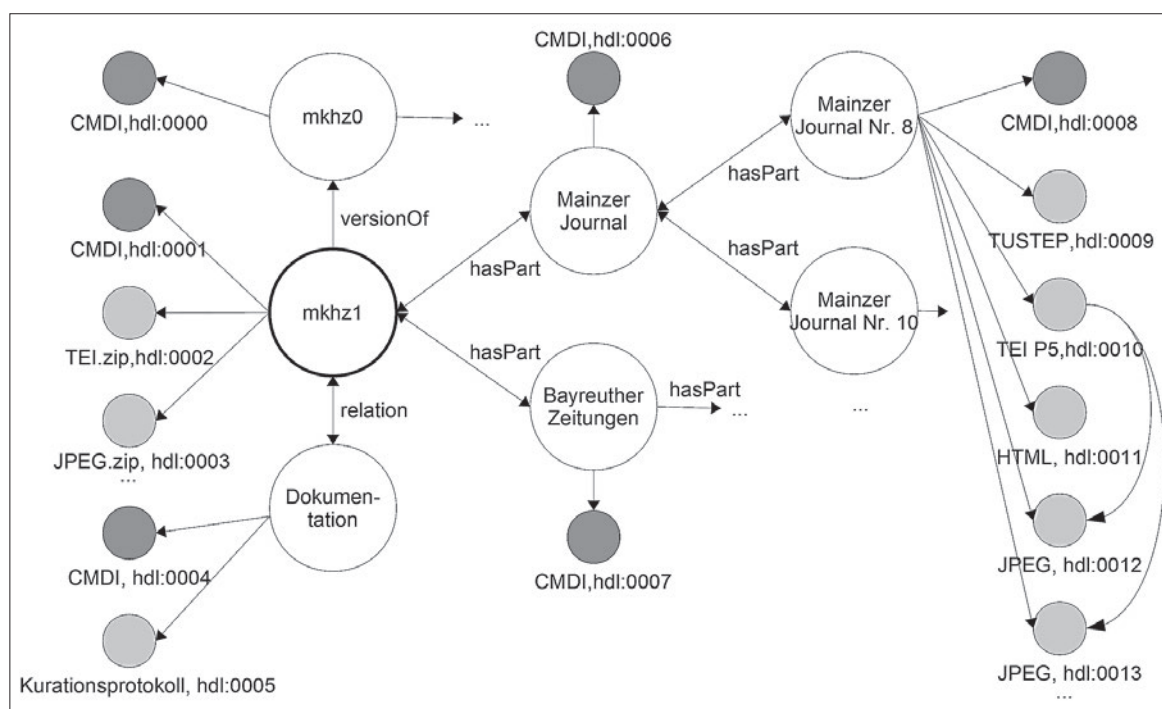 CMDI,hdl:0000
mkhz0
...
CMDI,hdl:0006
Mainzer
Journal Nr. 8
CMDI,hdl:0008
hasPart
TUSTEP,hdl:0009
CMDI,hdl:0001
versionOf
Mainzer
Journal
hasPart
hasPart
mkhz1
TEI.zip,hdl:0002
Mainzer
Journal Nr. 10
TEI P5,hdl:0010
hasPart
relation
Bayreuther
Zeitungen
hasPart
...
...
HTML, hdl:0011
JPEG.zip, hdl:0003
...
Dokumen-
tation
CMDI, hdl:0004
CMDI,hdl:0007
JPEG, hdl:0012
Kurationsprotokoll, hdl:0005
JPEG, hdl:0013
...